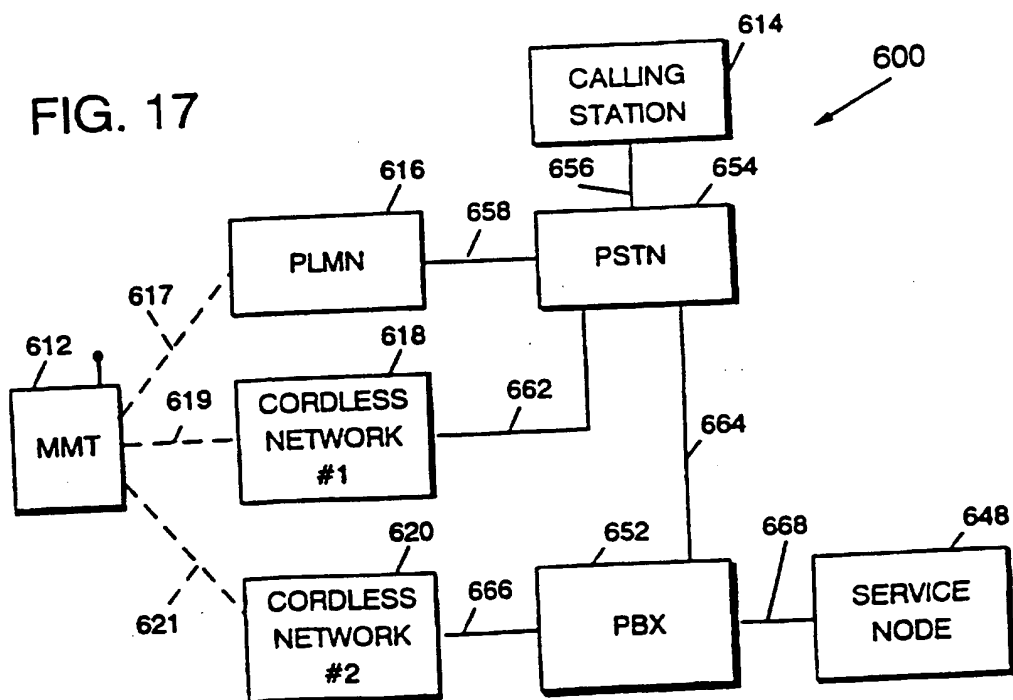 FIG. 17
614
600
CALLING
STATION
616
656
654
658
PLMN
PSTN
617
612
618
619
CORDLESS
NETWORK
#1
662
MMT
664
620
652
668
648
CORDLESS
NETWORK
#2
666
PBX
SERVICE
NODE
621